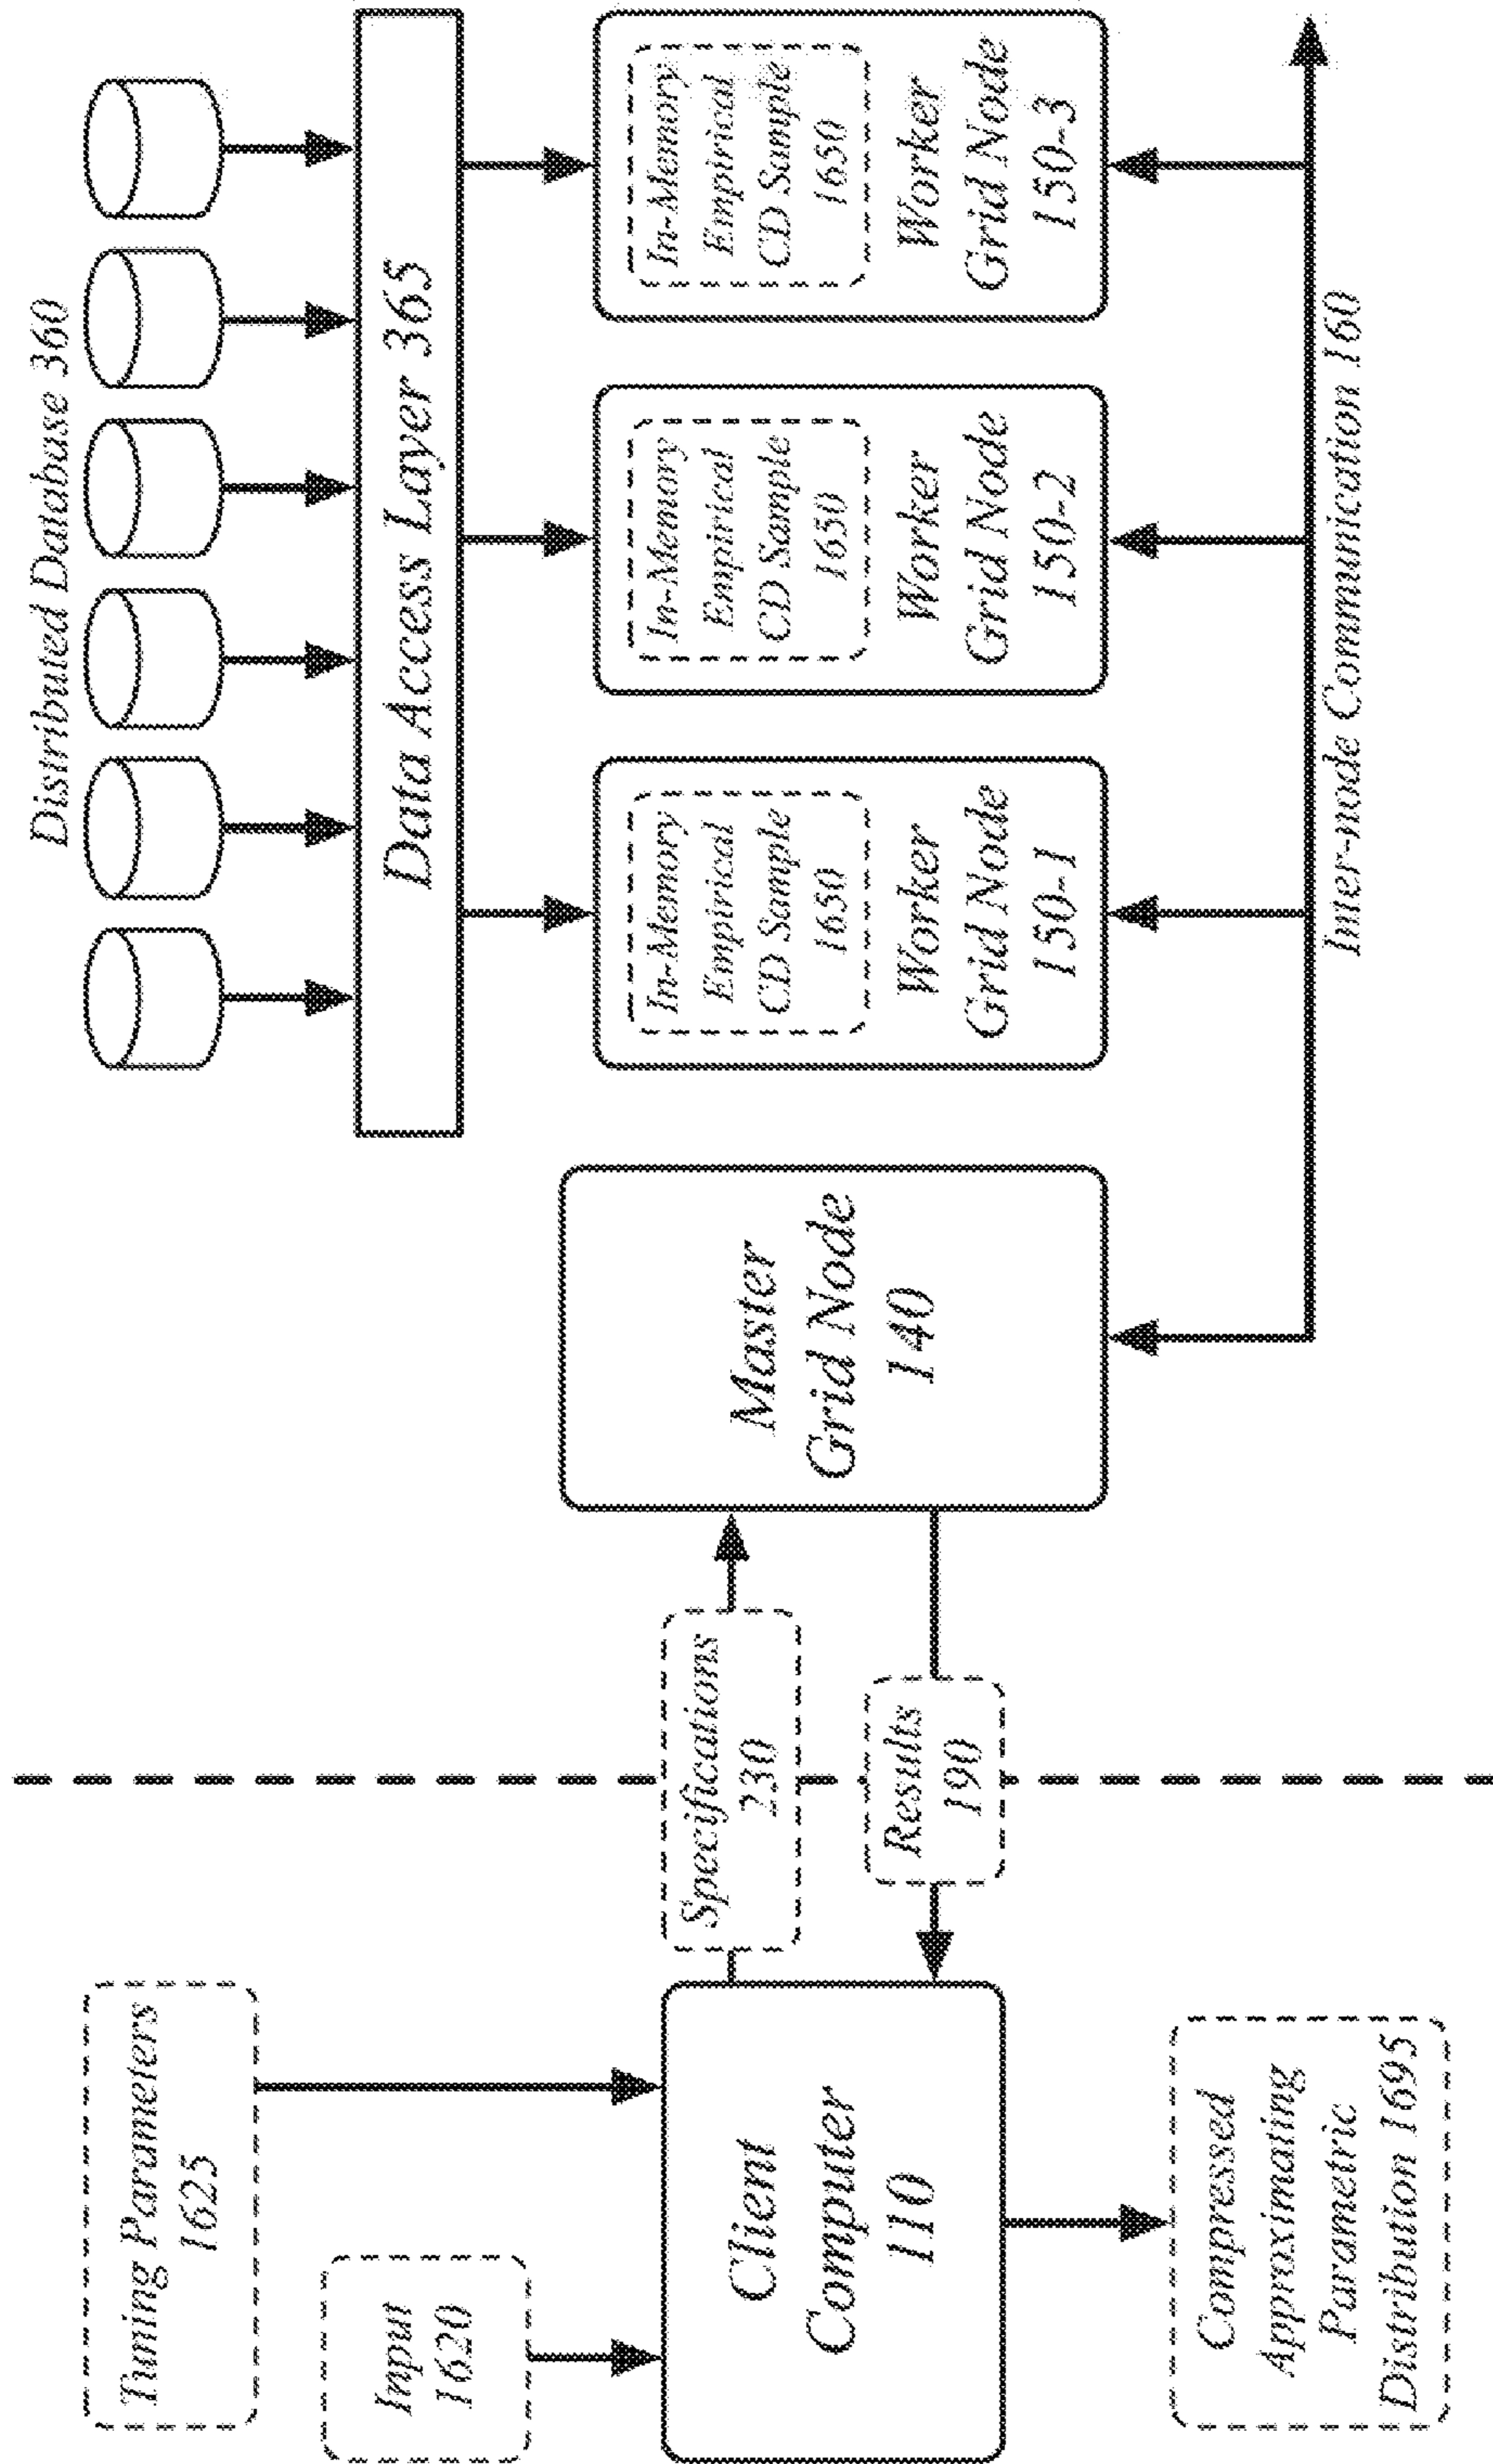 Tuning Parameters
1625
Input
1620
Client
Computer
110
Compressed
Approximating
Parametric
Distribution 1695
Specifications
230
Results
190
Master
Grid Node
140
Distributed Database 360
Data Access Layer 365
In-Memory
Empirical
CD Sample
1650
Worker
Grid Node
150-1
In-Memory
Empirical
CD Sample
1650
Worker
Grid Node
150-2
In-Memory
Empirical
CD Sample
1650
Worker
Grid Node
150-3
Inter-node Communication 160